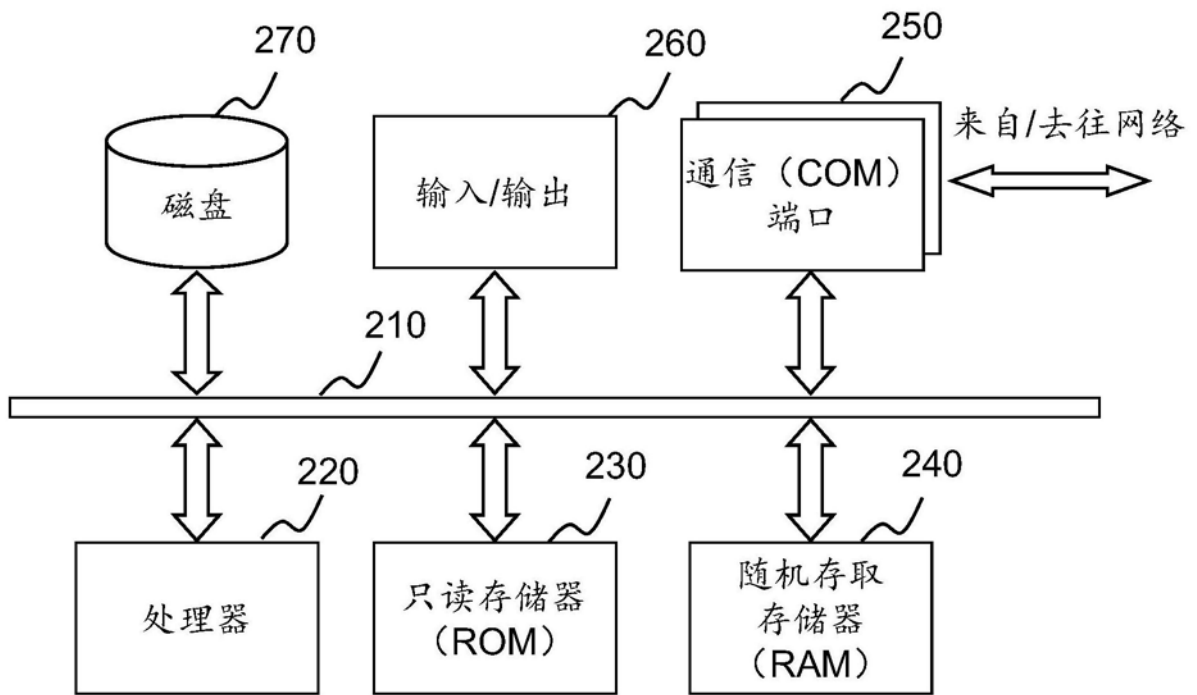 270
260
250
来自/去往网络
磁盘
输入/输出
通信（COM）
端口
210
220
230
240
处理器
只读存储器
（ROM）
随机存取
存储器
（RAM）